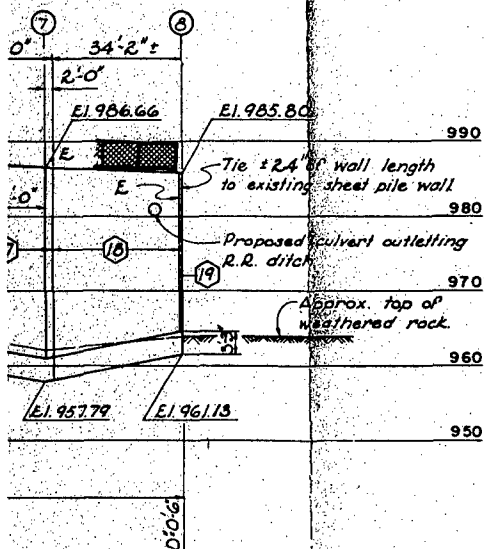 7 8
0" 34'-2" ±
2'-0"
El. 986.66 El. 985.80
990
E
Tie ± 24" of wall length
E to existing sheet pile wall
'-0" 980
Proposed culvert outletting
R.R. ditch
18
19 970
Approx. top of
weathered rock.
960
El. 957.79 El. 961.13
950